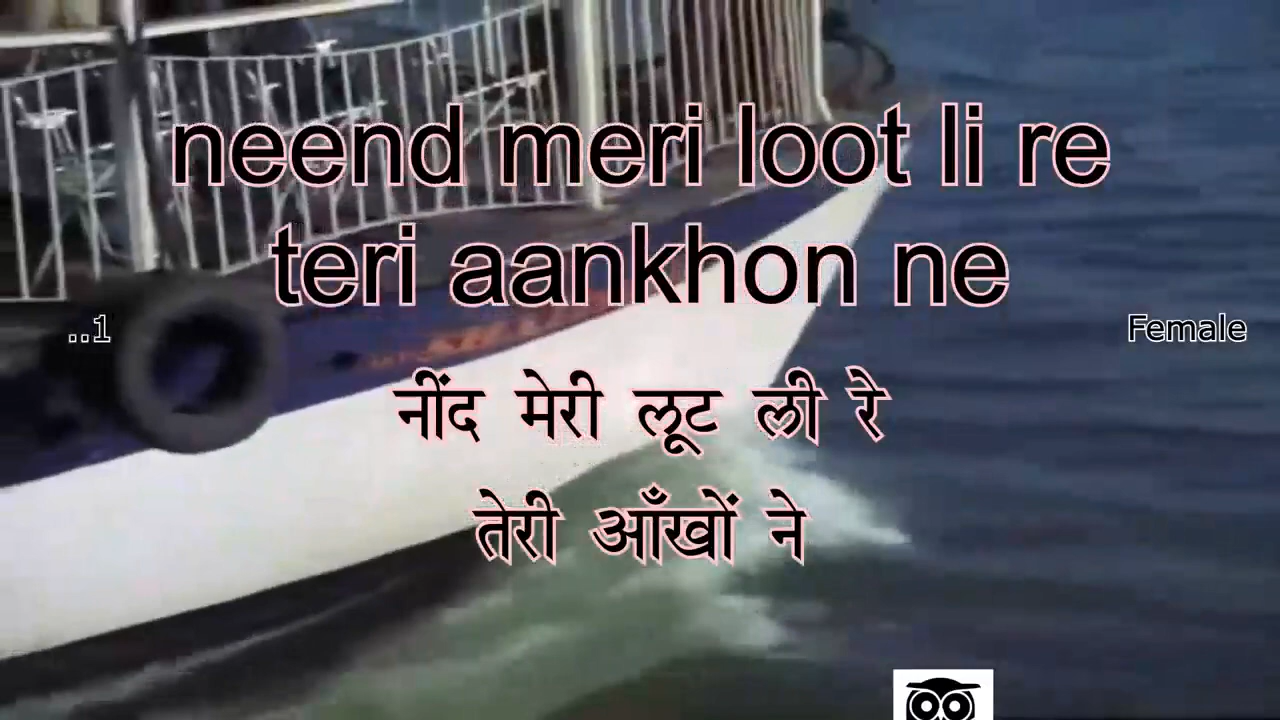 neend meri loot li re
teri aankhon ne
..1
Female
नींद मेरी लूट ली रे
तेरी आँखों ने